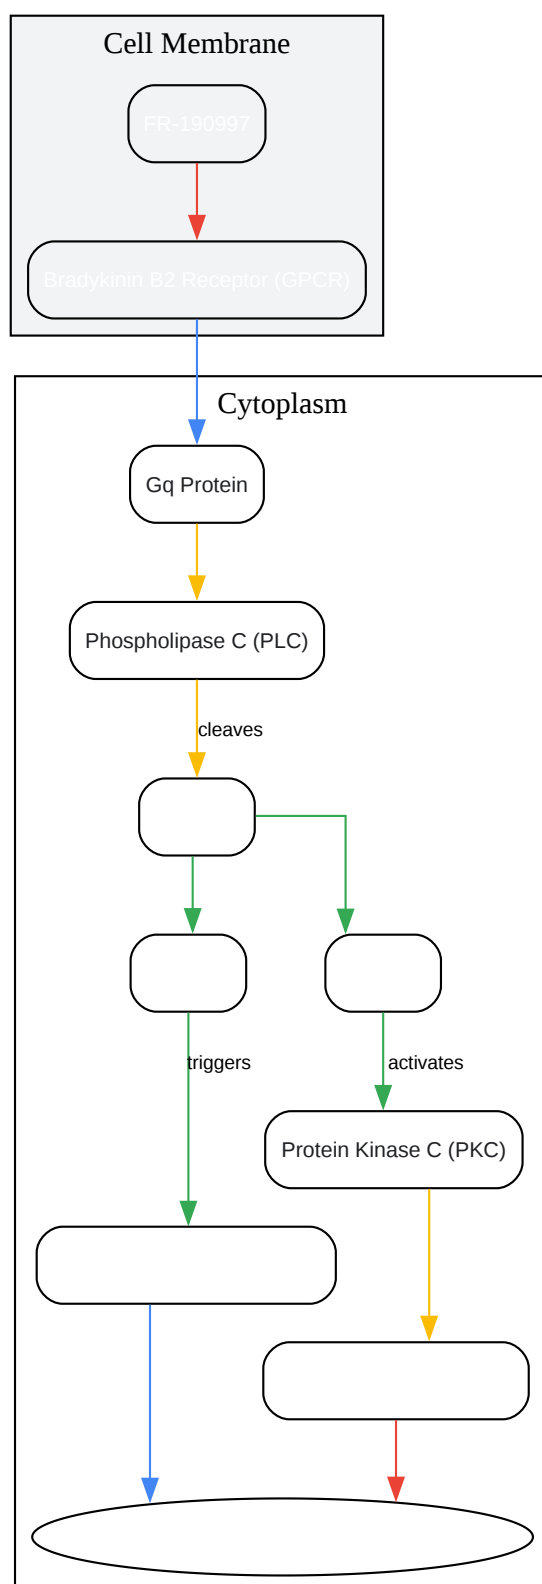 Cell Membrane
FR-190997
Bradykinin B2 Receptor (GPCR)
Cytoplasm
Gq Protein
Phospholipase C (PLC)
cleaves
triggers
activates
Protein Kinase C (PKC)